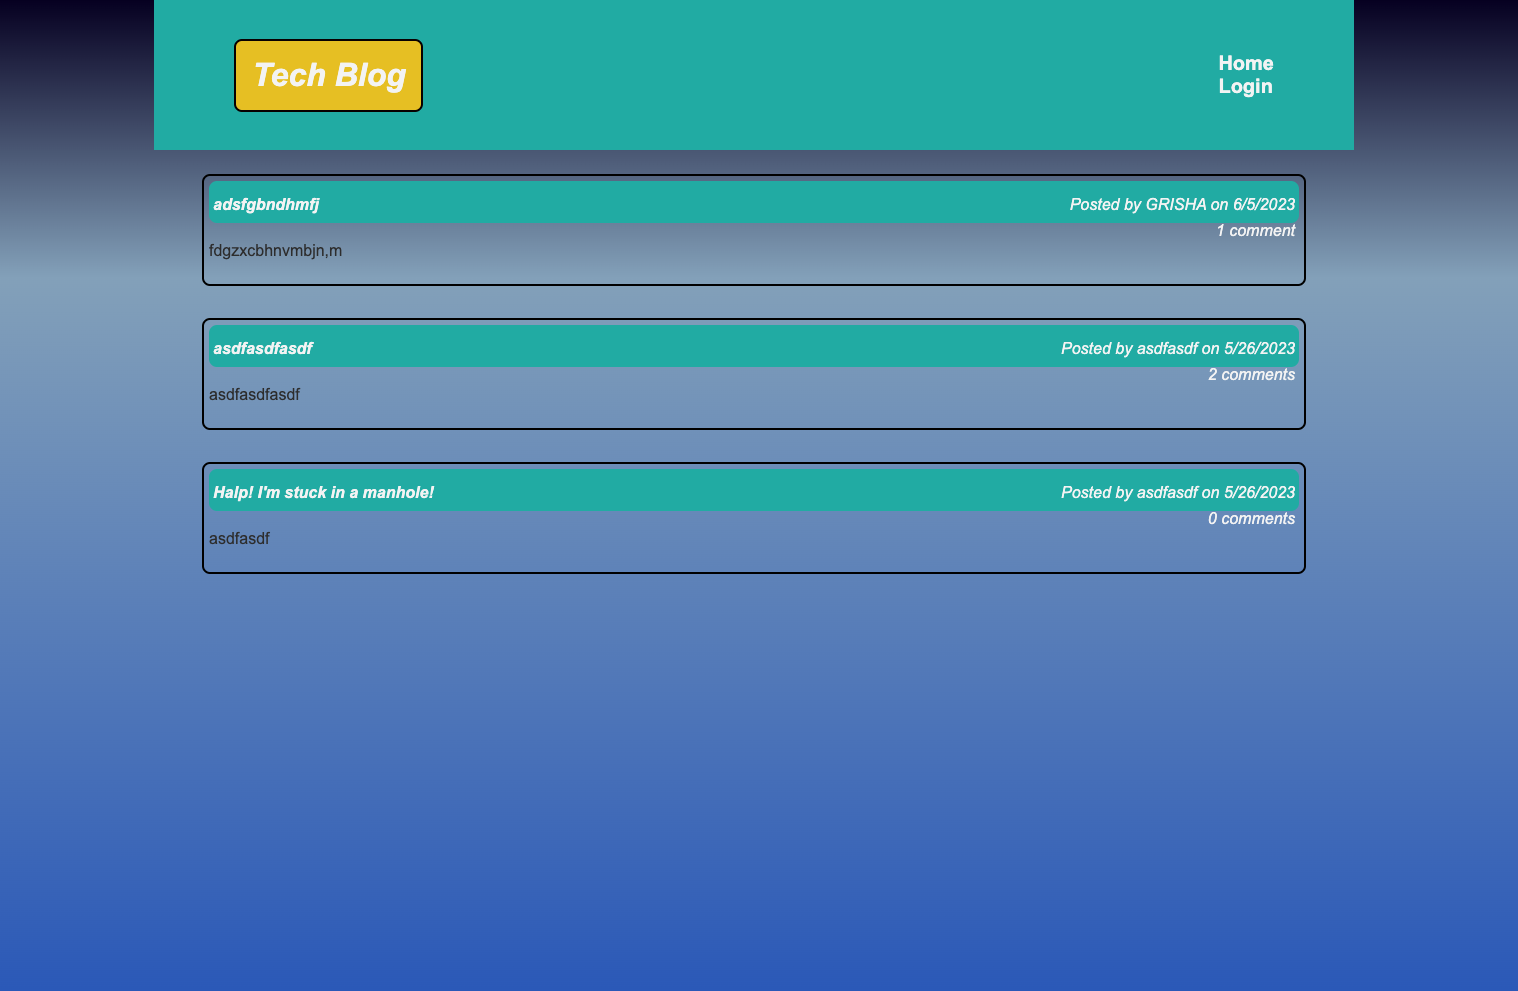 Tech Blog
Home
Login
adsfgbndhmfj
Posted by GRISHA on 6/5/2023
1 comment
fdgzxcbhnvmbjn,m
asdfasdfasdf
Posted by asdfasdf on 5/26/2023
2 comments
asdfasdfasdf
Halp! I'm stuck in a manhole!
Posted by asdfasdf on 5/26/2023
0 comments
asdfasdf